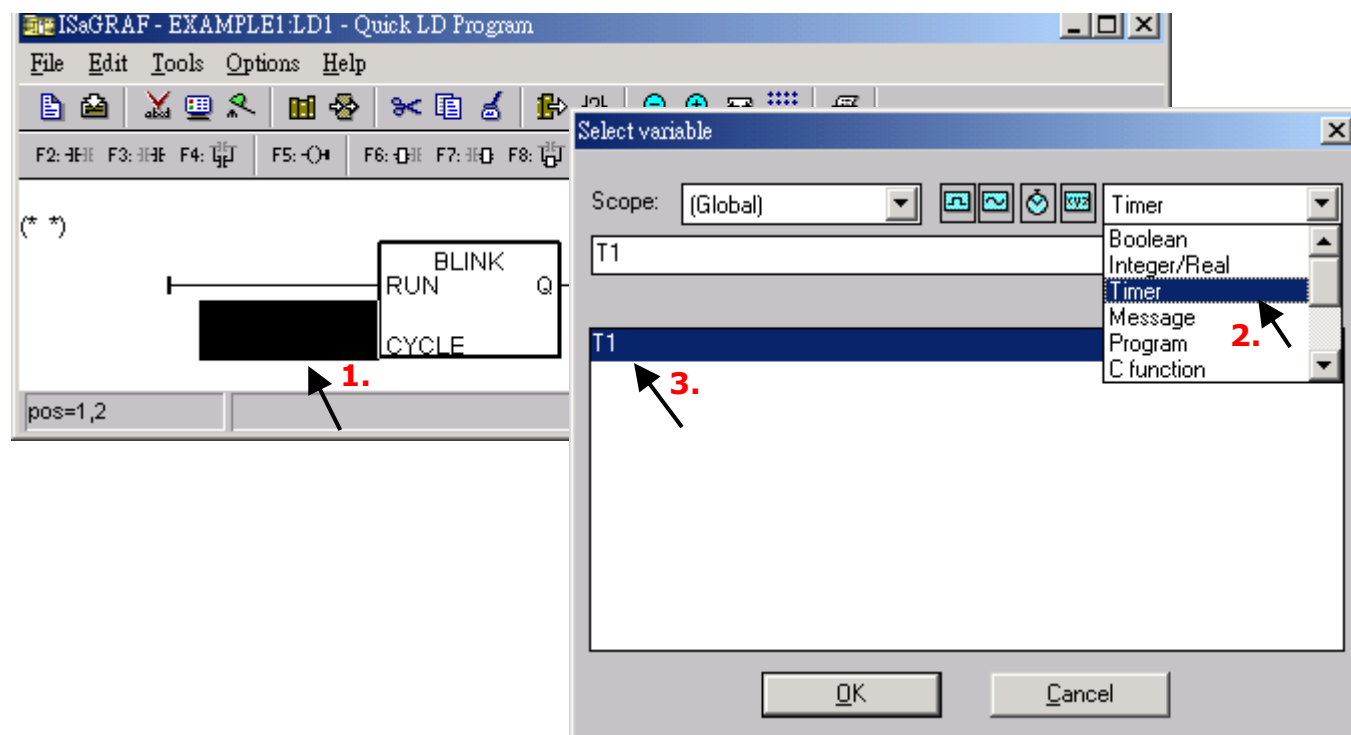 ISaGRAF - EXAMPLE1:LD1 - Quick LD Program
File Edit Tools Options Help
F2: F3: F4: F5: F6: F7: F8:
(* *)
BLINK
RUN Q
CYCLE
1.
pos=1,2
Select variable
Scope: (Global) xyz Timer
T1
Boolean
Integer/Real
Timer
Message
Program
C function
2.
T1
3.
OK Cancel